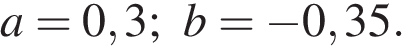 a = 0,3; b = −0,35.